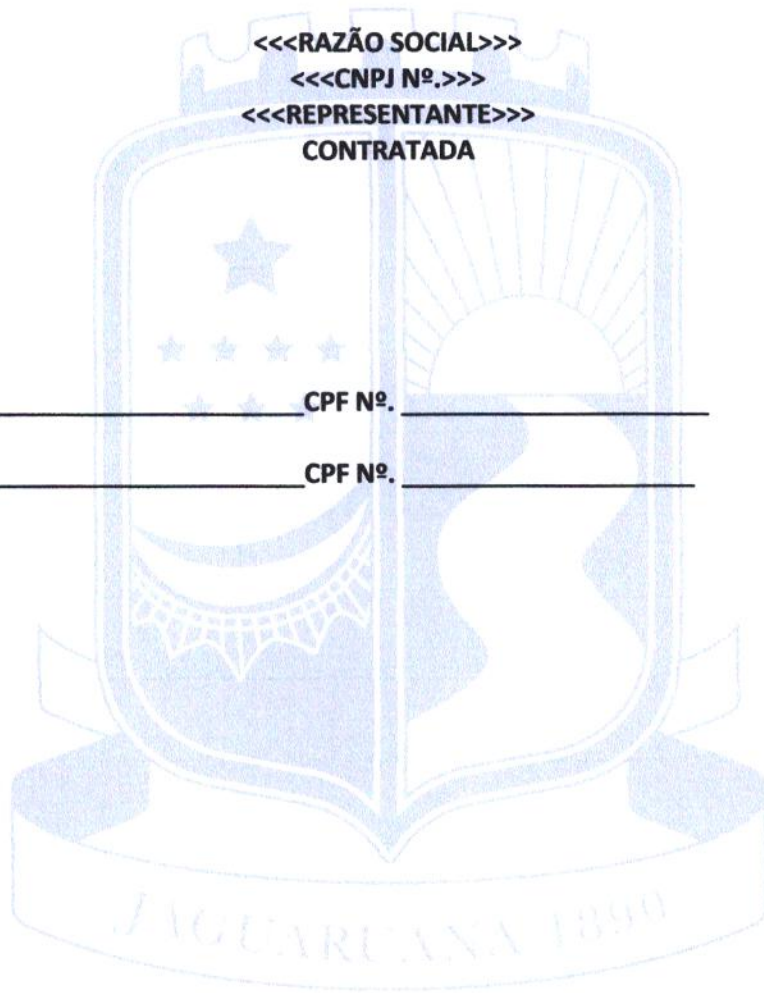 <<<RAZÃO SOCIAL>>>
<<<CNPJ Nº.>>>
<<<REPRESENTANTE>>>
CONTRATADA
CPF Nº.
CPF Nº.
JAGUARUANA 1890